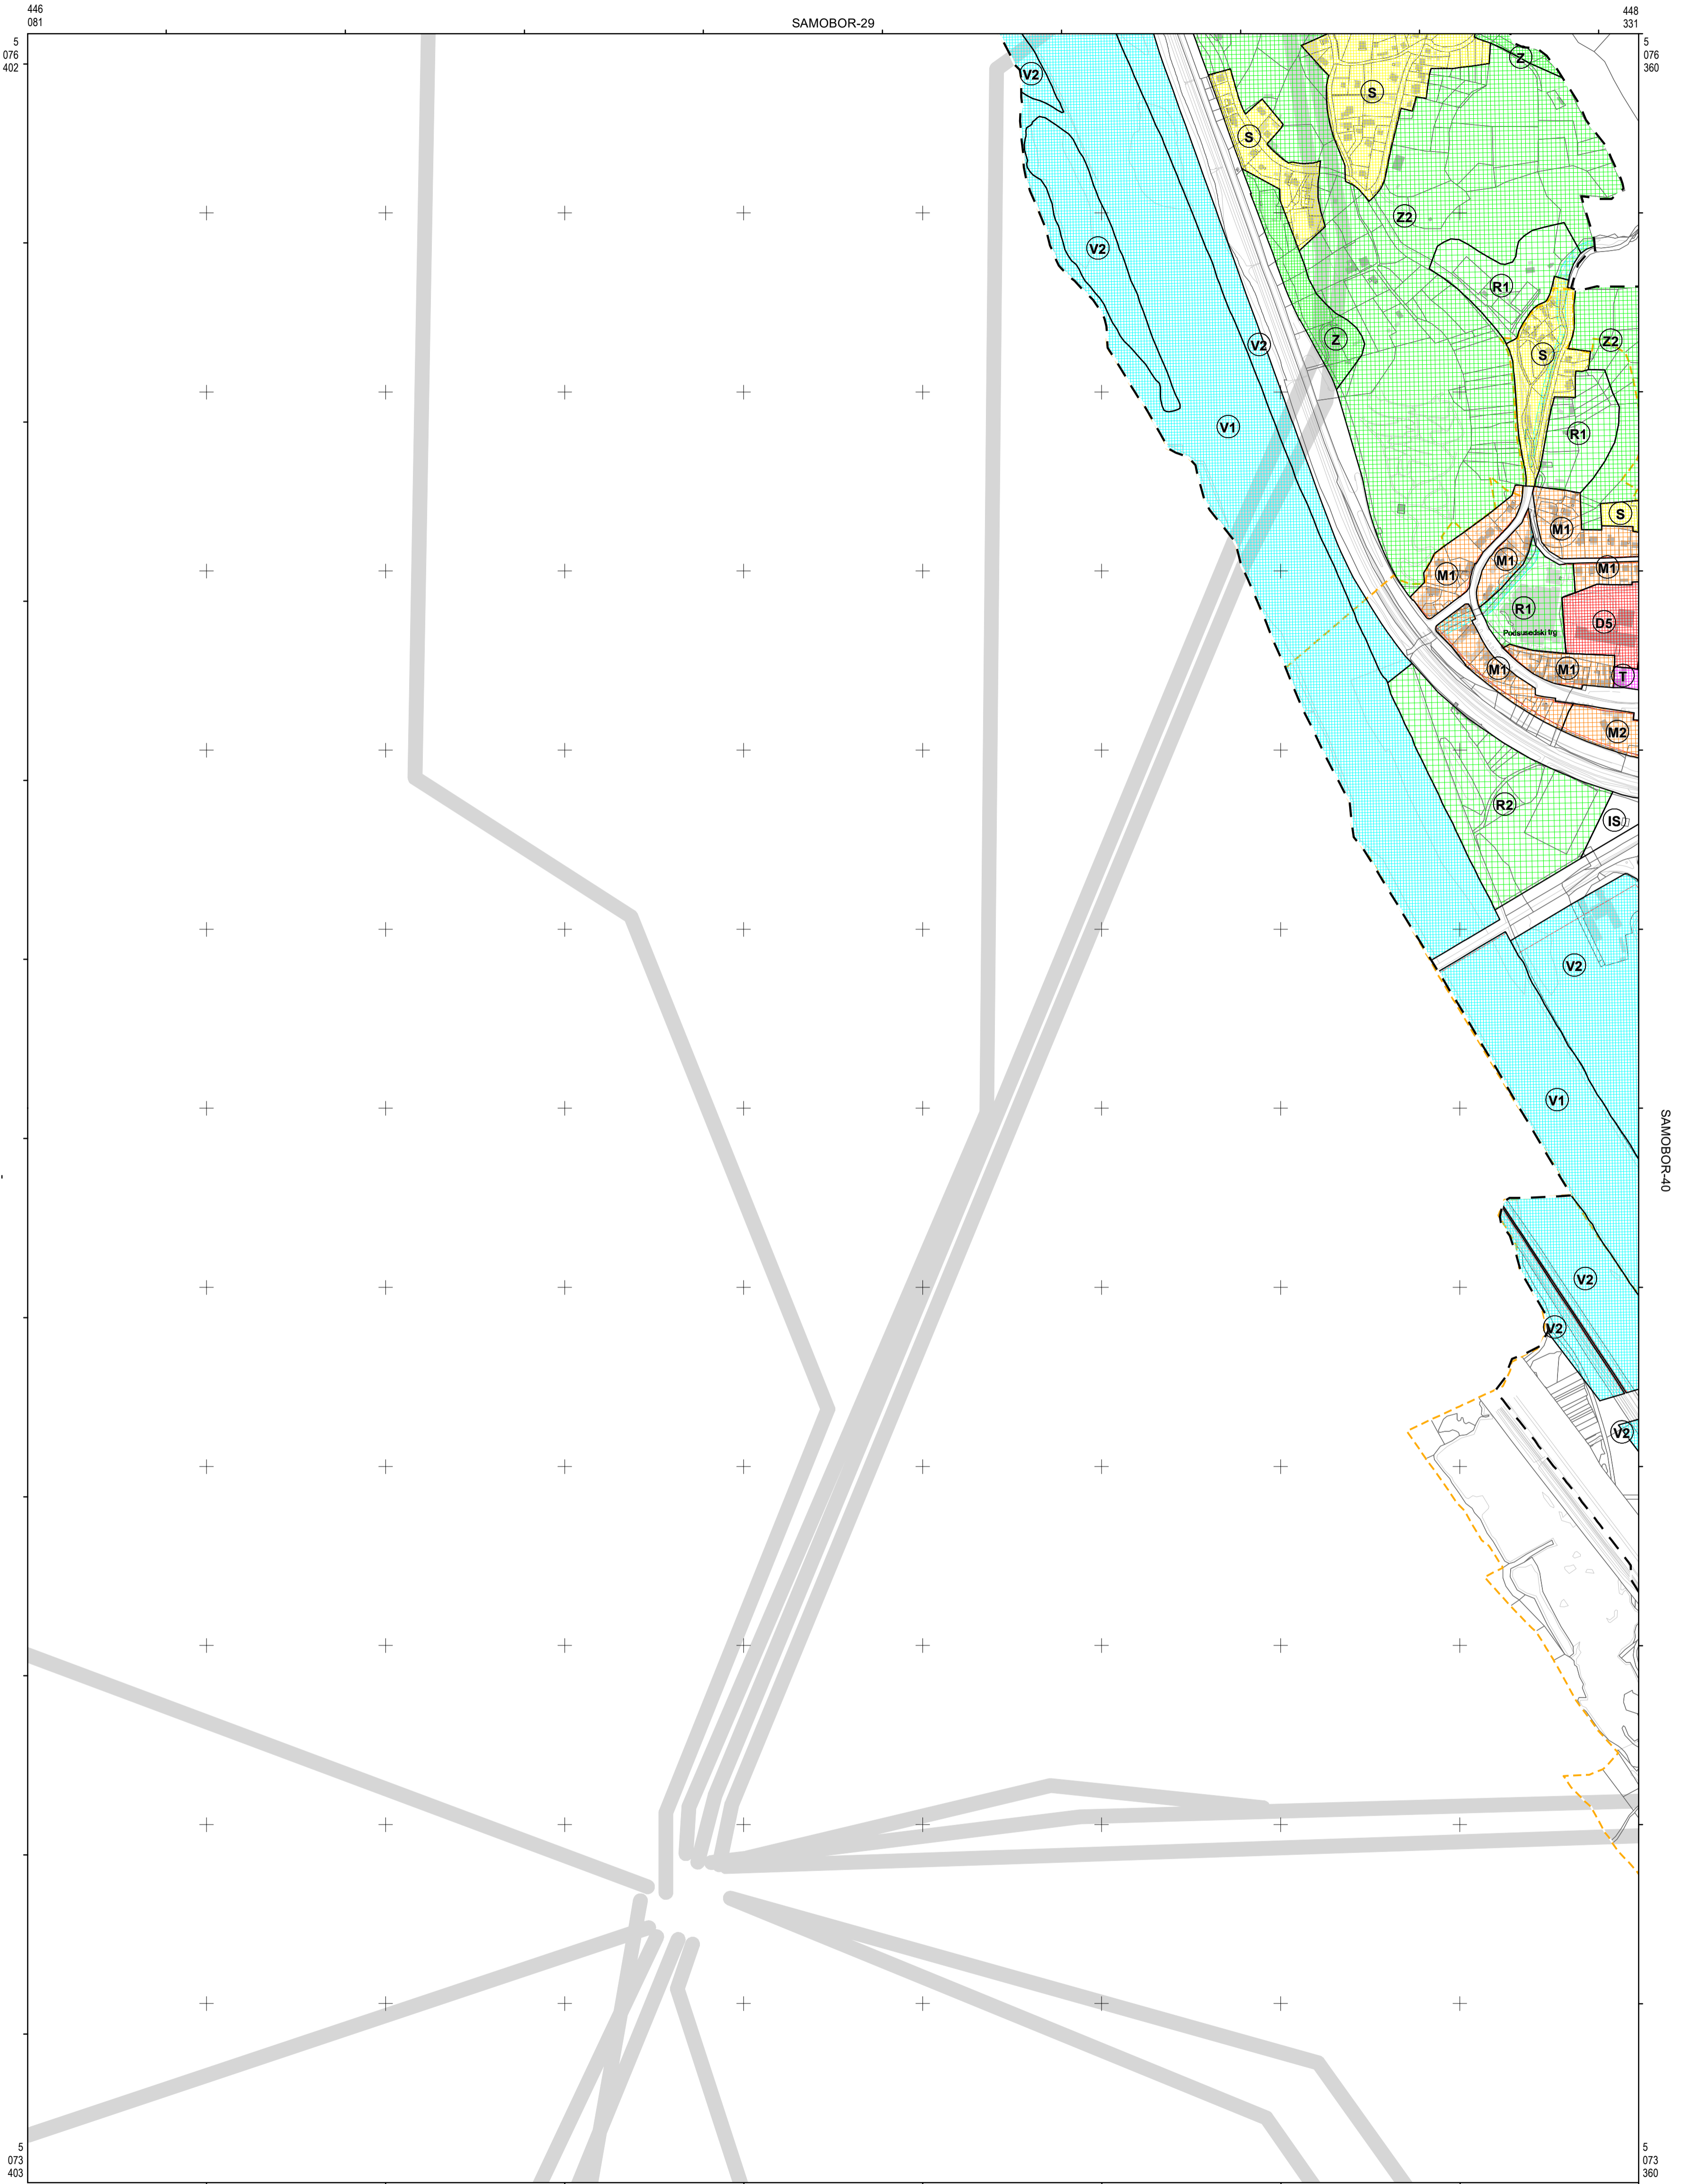 446
081
SAMOBOR-29
448
331
5
076
402
5
076
360
V2
Z
S
S
V2
Z2
R1
V2
Z
S
Z2
V1
R1
S
M1
M1
M1
M1
R1
D5
Podsusedski trg
M1
M1
T
M2
R2
IS
V2
V1
SAMOBOR-40
-
V2
V2
V2
5
073
403
5
073
360